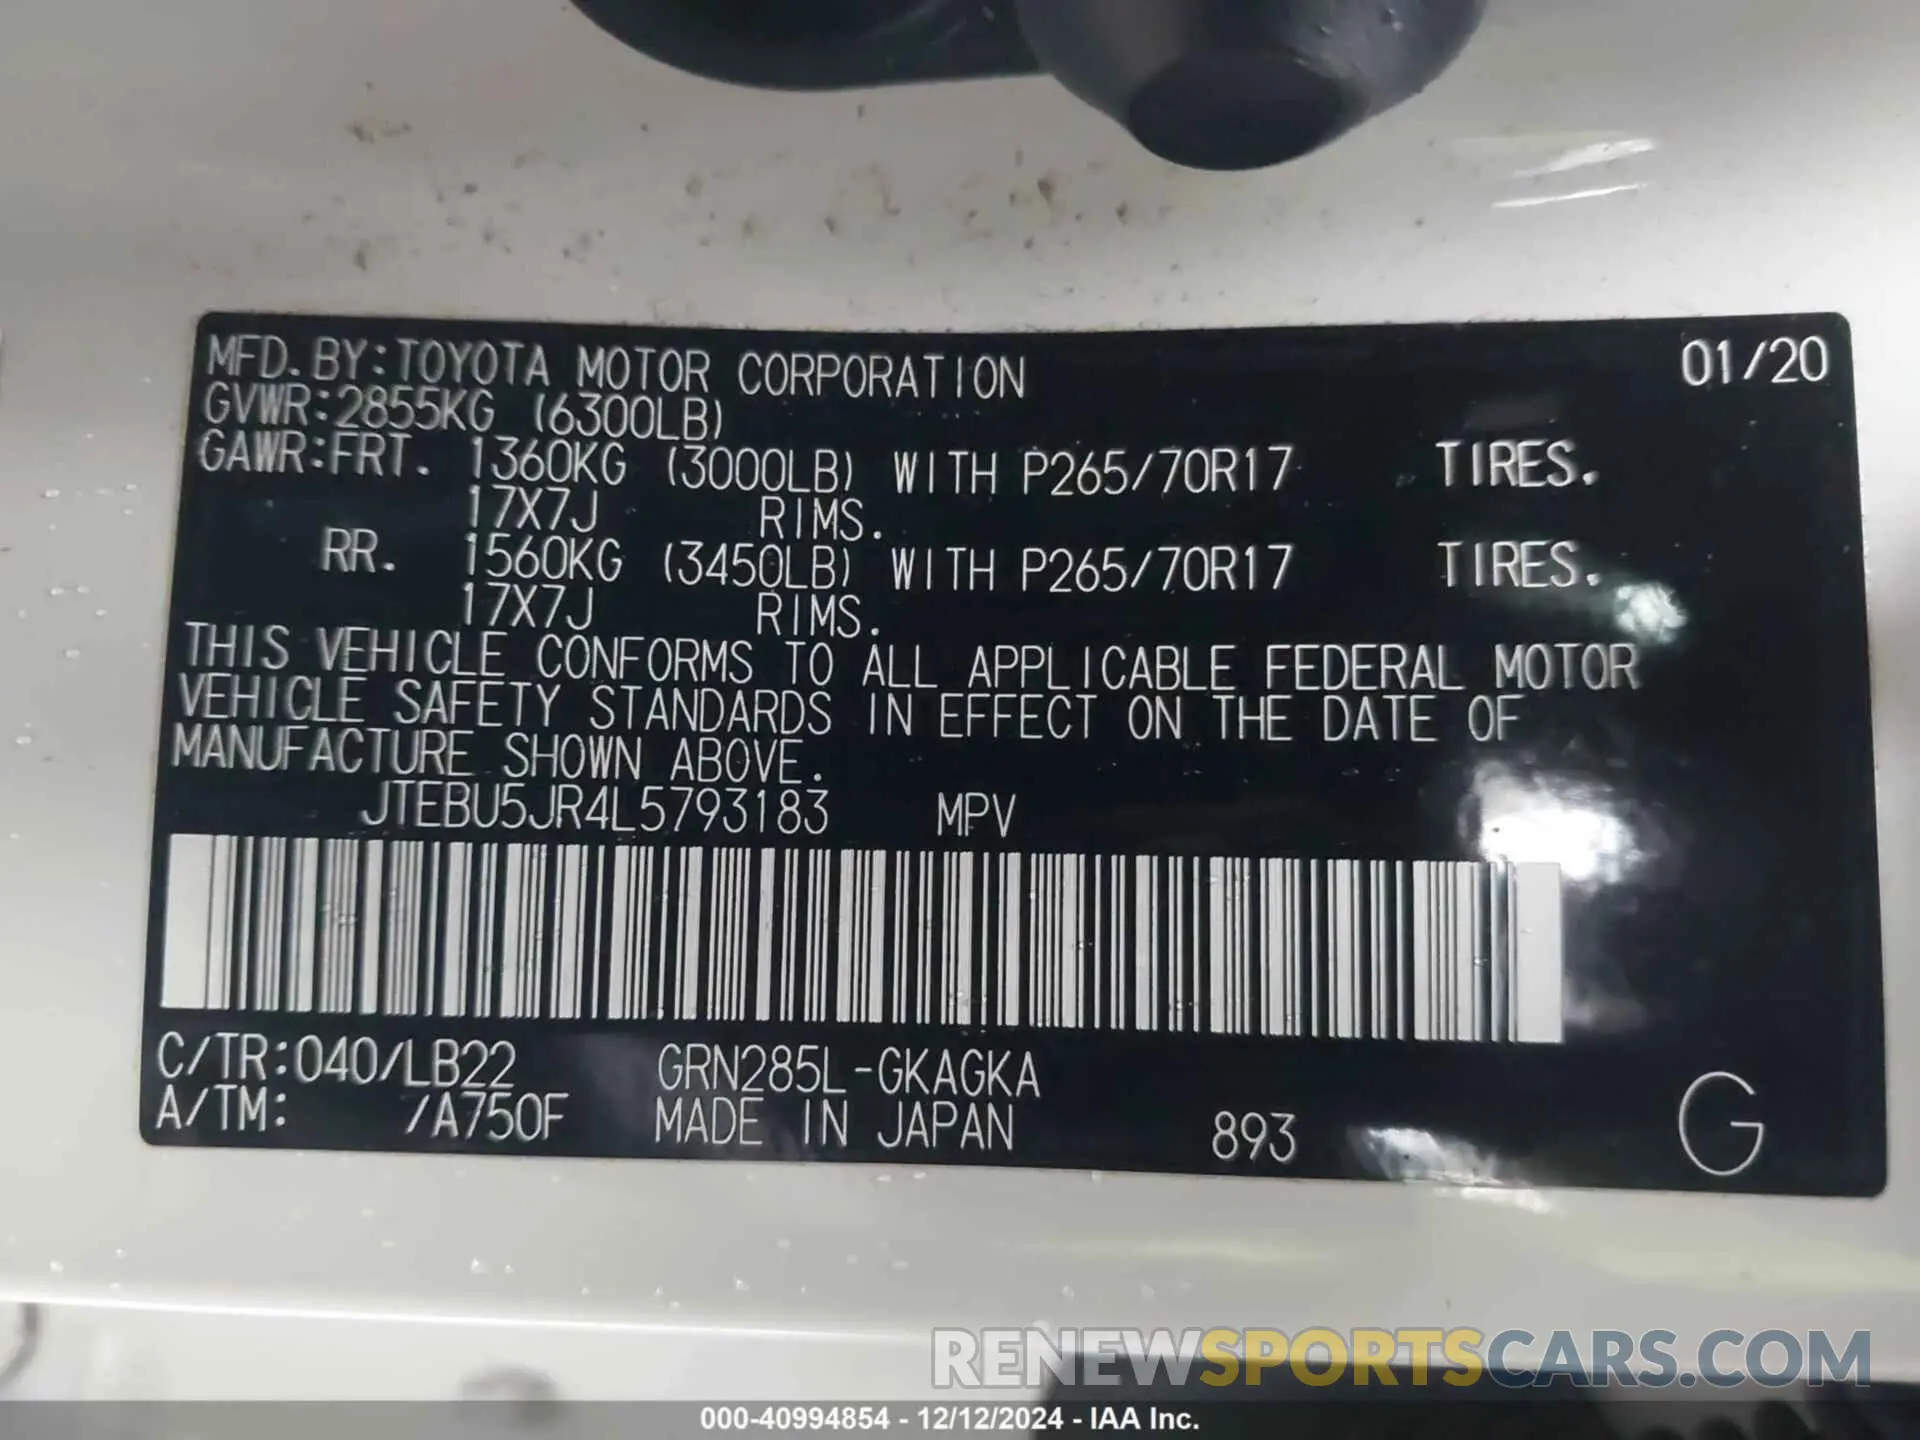 MFD. BY: TOYOTA MOTOR CORPORATION 01/20
GVWR: 2855KG (6300LB)
GAWR: FRT. 1360KG (3000LB) WITH P265/70R17 TIRES.
17X7J RIMS.
RR. 1560KG (3450LB) WITH P265/70R17 TIRES.
17X7J RIMS.
THIS VEHICLE CONFORMS TO ALL APPLICABLE FEDERAL MOTOR
VEHICLE SAFETY STANDARDS IN EFFECT ON THE DATE OF
MANUFACTURE SHOWN ABOVE.
JTEBU5JR4L5793183 MPV
C/TR: 040/LB22 GRN285L-GKAGKA
A/TM: /A750F MADE IN JAPAN 893 G
RENEWSPORTSCARS.COM
000-40994854 - 12/12/2024 - IAA Inc.